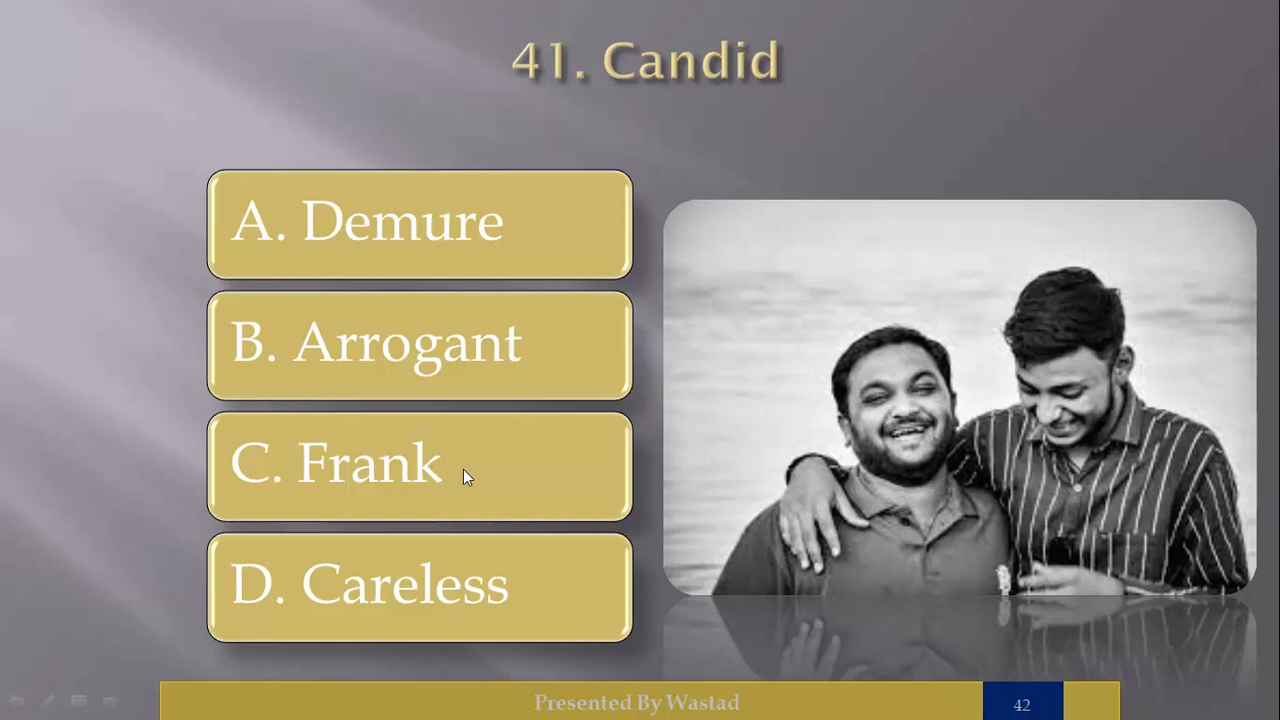 41. Candid
A. Demure
B. Arrogant
C. Frank
D. Careless
Presented By Wastad
42